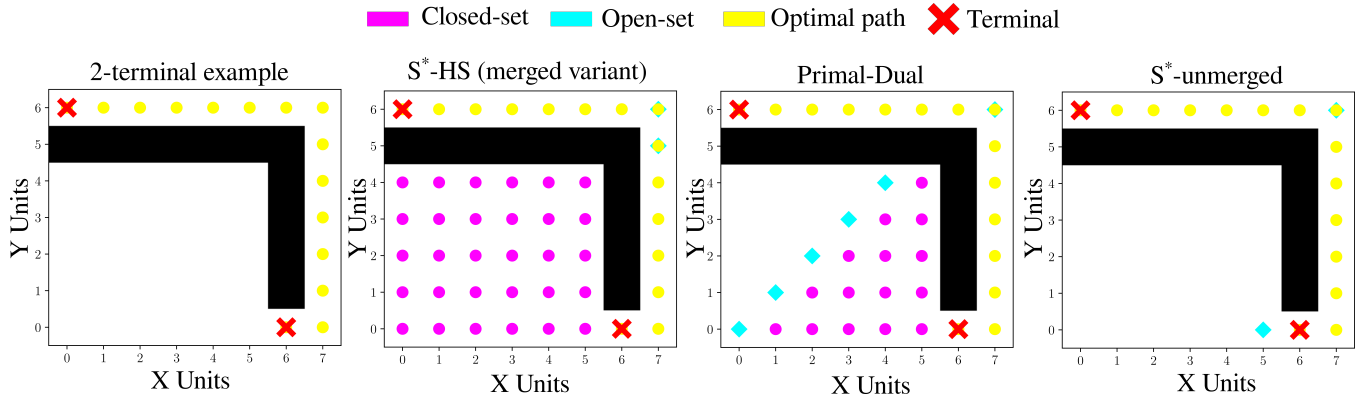 Closed-set Open-set Optimal path Terminal
2-terminal example
6
5
4
3
2
1
0
Y Units
0 1 2 3 4 5 6 7
X Units
S*-HS (merged variant)
6
5
4
3
2
1
0
Y Units
0 1 2 3 4 5 6 7
X Units
Primal-Dual
6
5
4
3
2
1
0
Y Units
0 1 2 3 4 5 6 7
X Units
S*-unmerged
6
5
4
3
2
1
0
Y Units
0 1 2 3 4 5 6 7
X Units